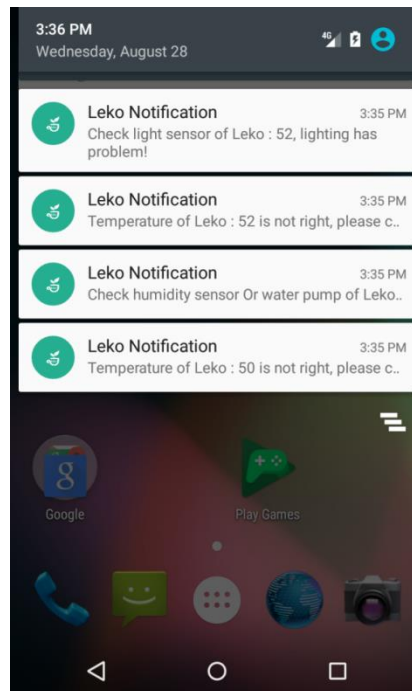 3:36 PM
Wednesday, August 28
4G
Leko Notification 3:35 PM
Check light sensor of Leko : 52, lighting has
problem!
Leko Notification 3:35 PM
Temperature of Leko : 52 is not right, please c..
Leko Notification 3:35 PM
Check humidity sensor Or water pump of Leko..
Leko Notification 3:35 PM
Temperature of Leko : 50 is not right, please c..
g
Google
Play Games